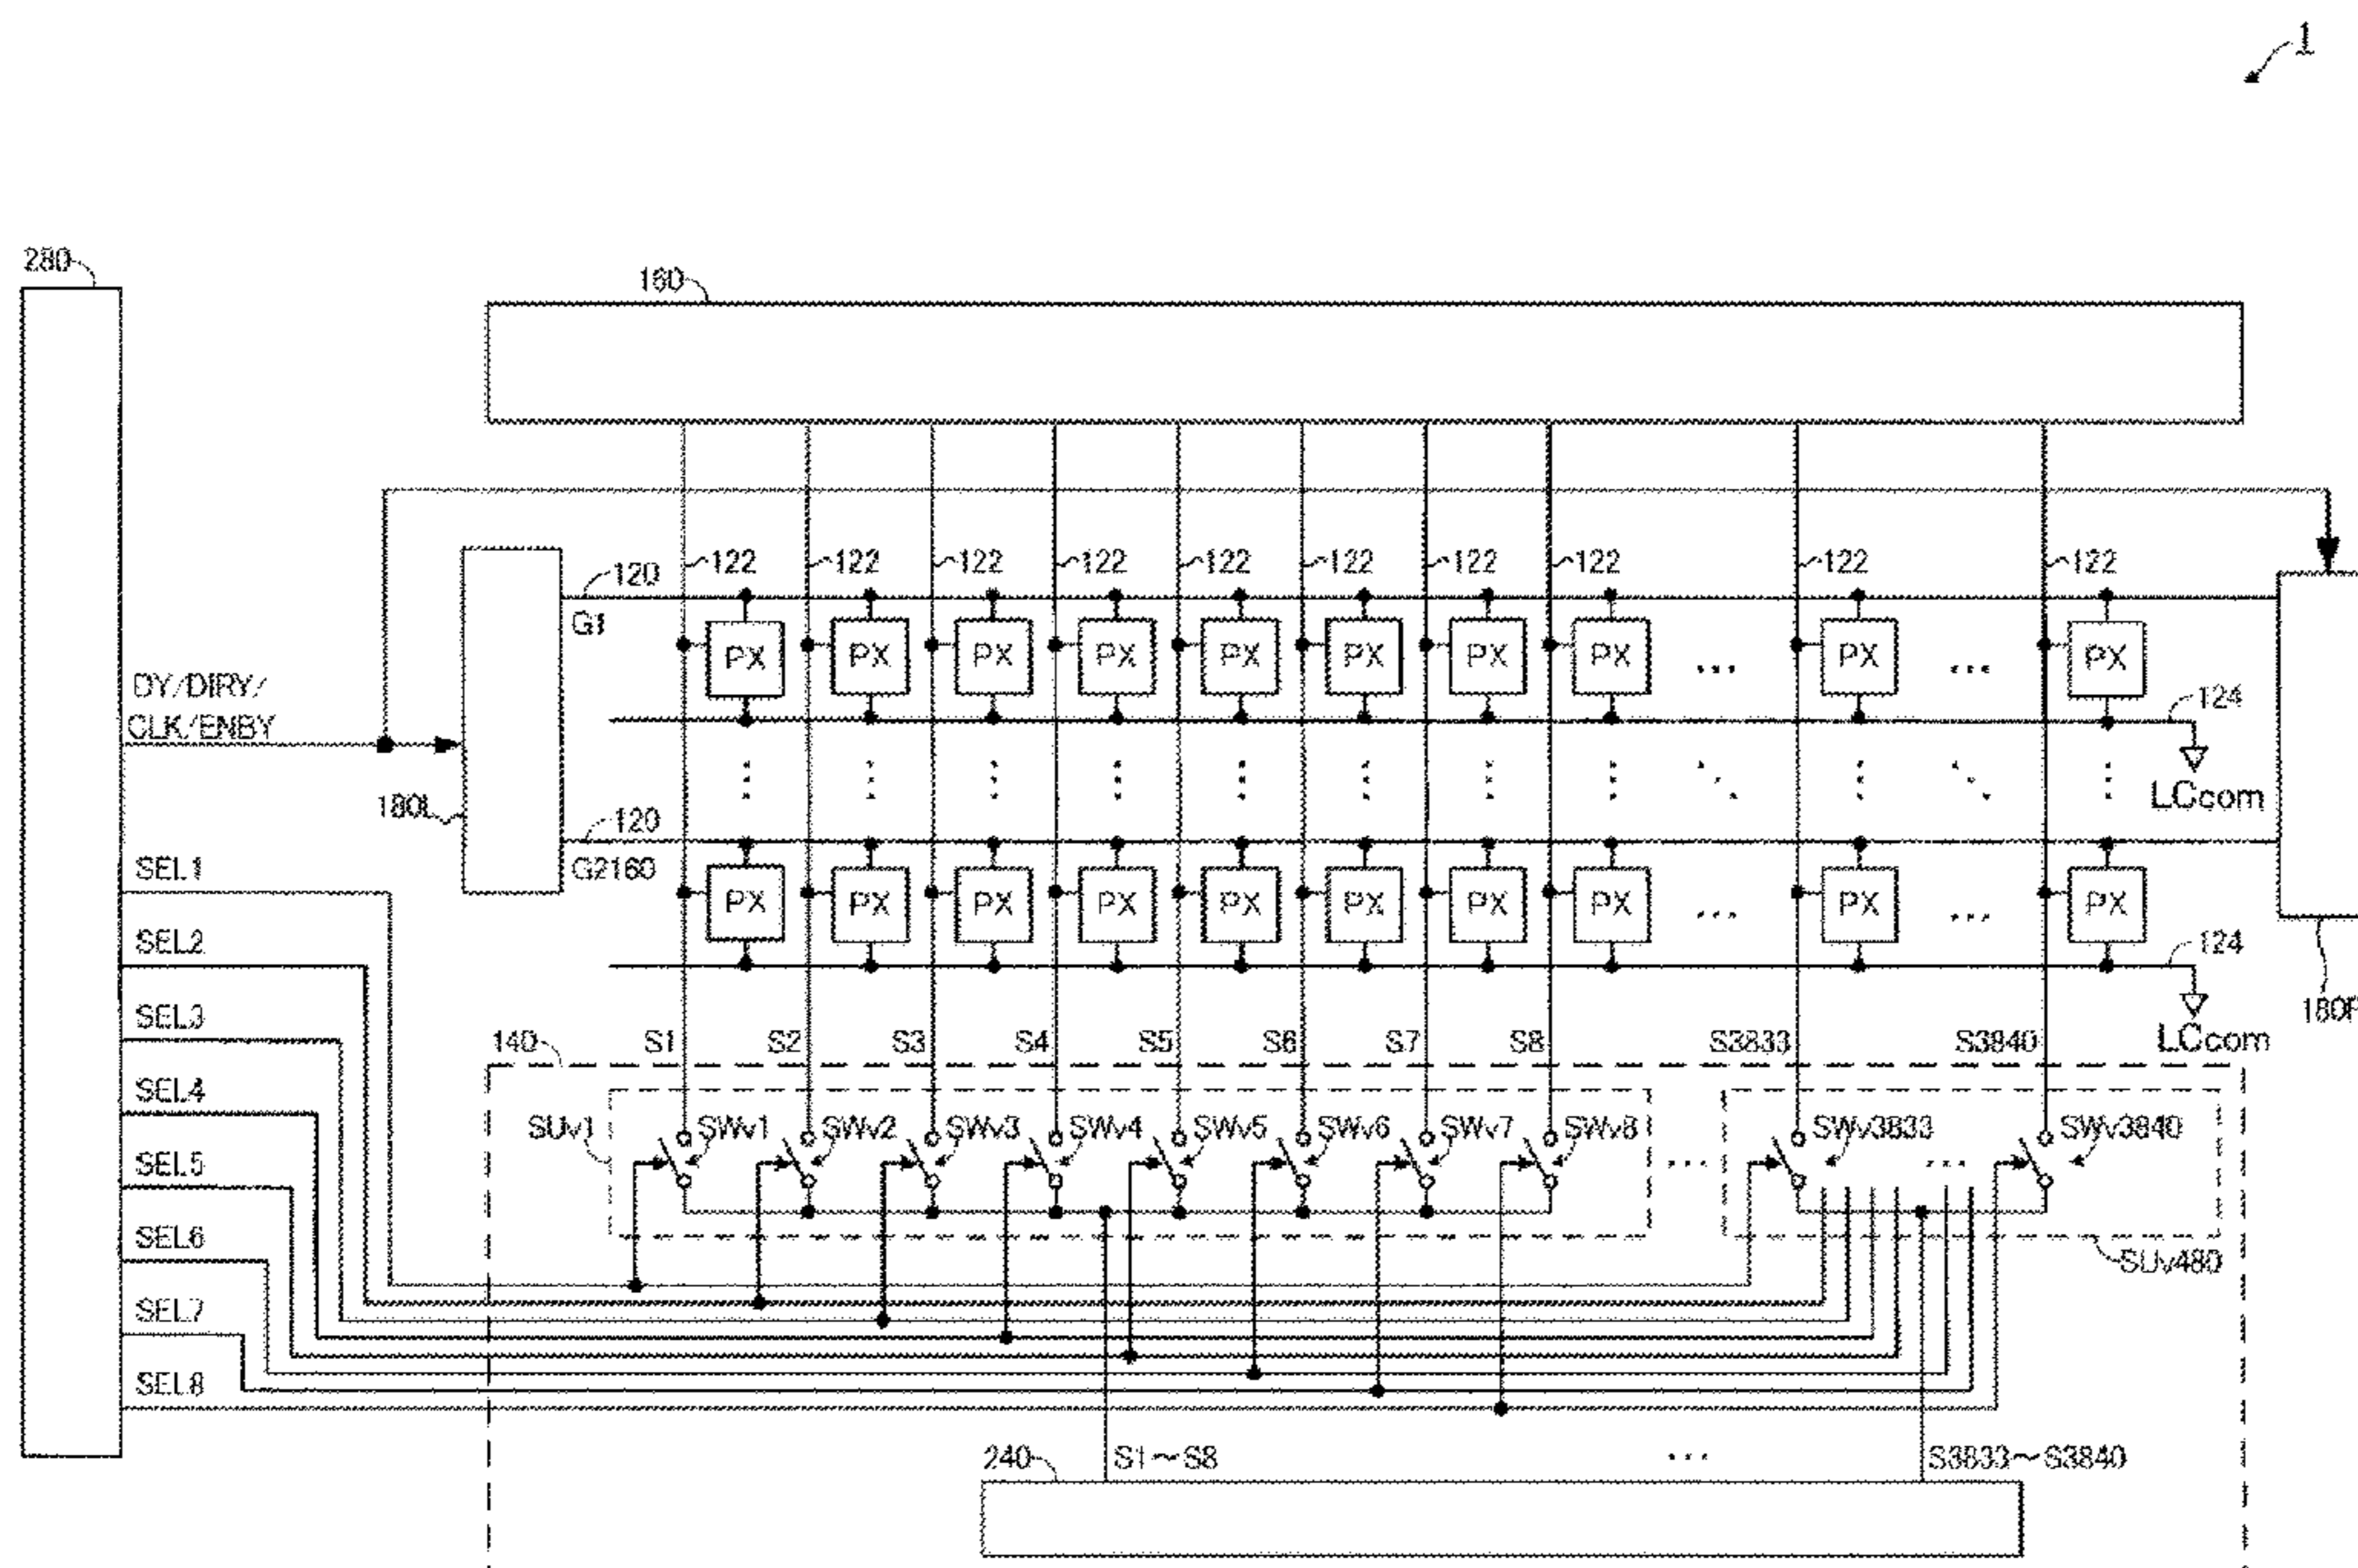 1
280
160
122 122 122 122 122 122 122 122 122 122
120
G1
PX PX PX PX PX PX PX PX ... PX ... PX
DY/DIRY/
CLK/ENBY
124
LCcom
180L
120
G2160
PX PX PX PX PX PX PX PX ... PX ... PX
124
LCcom
SEL1
SEL2
SEL3
SEL4
SEL5
SEL6
SEL7
SEL8
140 S1 S2 S3 S4 S5 S6 S7 S8 S3833 S3840
180R
SUv1 SWv1 SWv2 SWv3 SWv4 SWv5 SWv6 SWv7 SWv8 ... SWv3833 ... SWv3840
SUv480
240 S1~S8 ... S3833~S3840